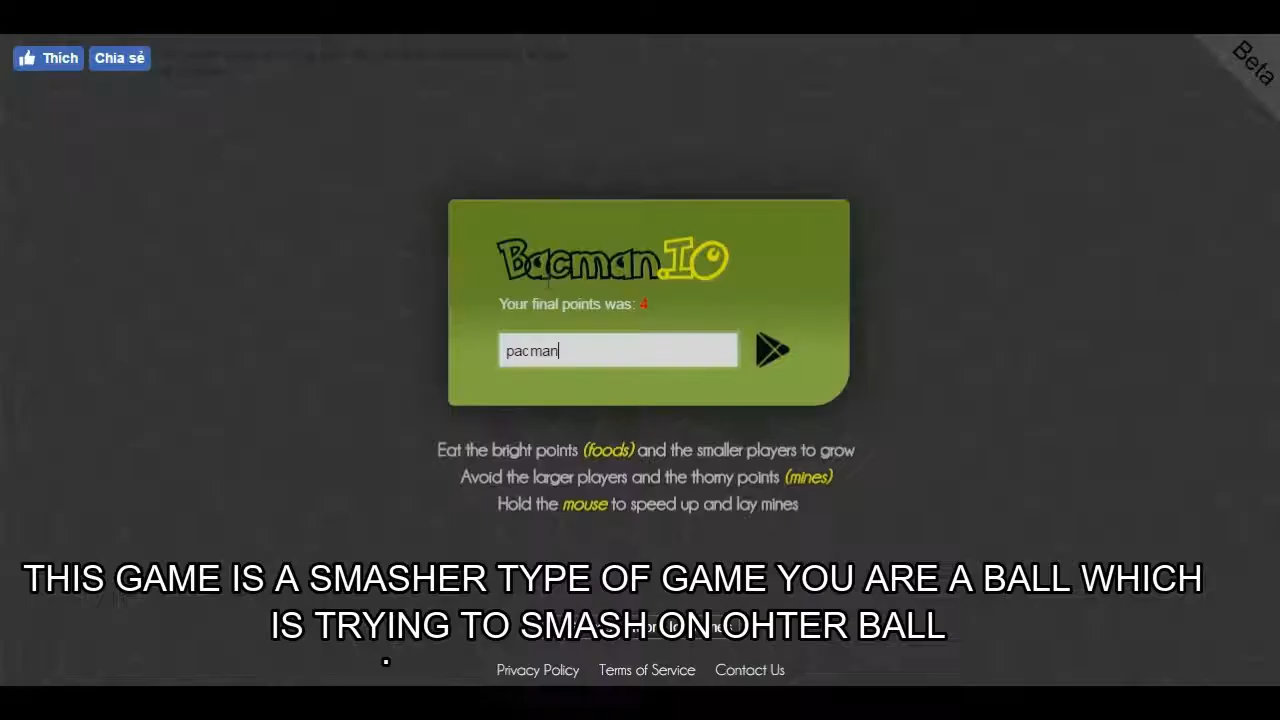 Thích Chia sẻ
Beta
Bacman.IO
Your final points was: 4
pacman
Eat the bright points (foods) and the smaller players to grow
Avoid the larger players and the thorny points (mines)
Hold the mouse to speed up and lay mines
THIS GAME IS A SMASHER TYPE OF GAME YOU ARE A BALL WHICH
IS TRYING TO SMASH ON OHTER BALL
.
Privacy Policy Terms of Service Contact Us